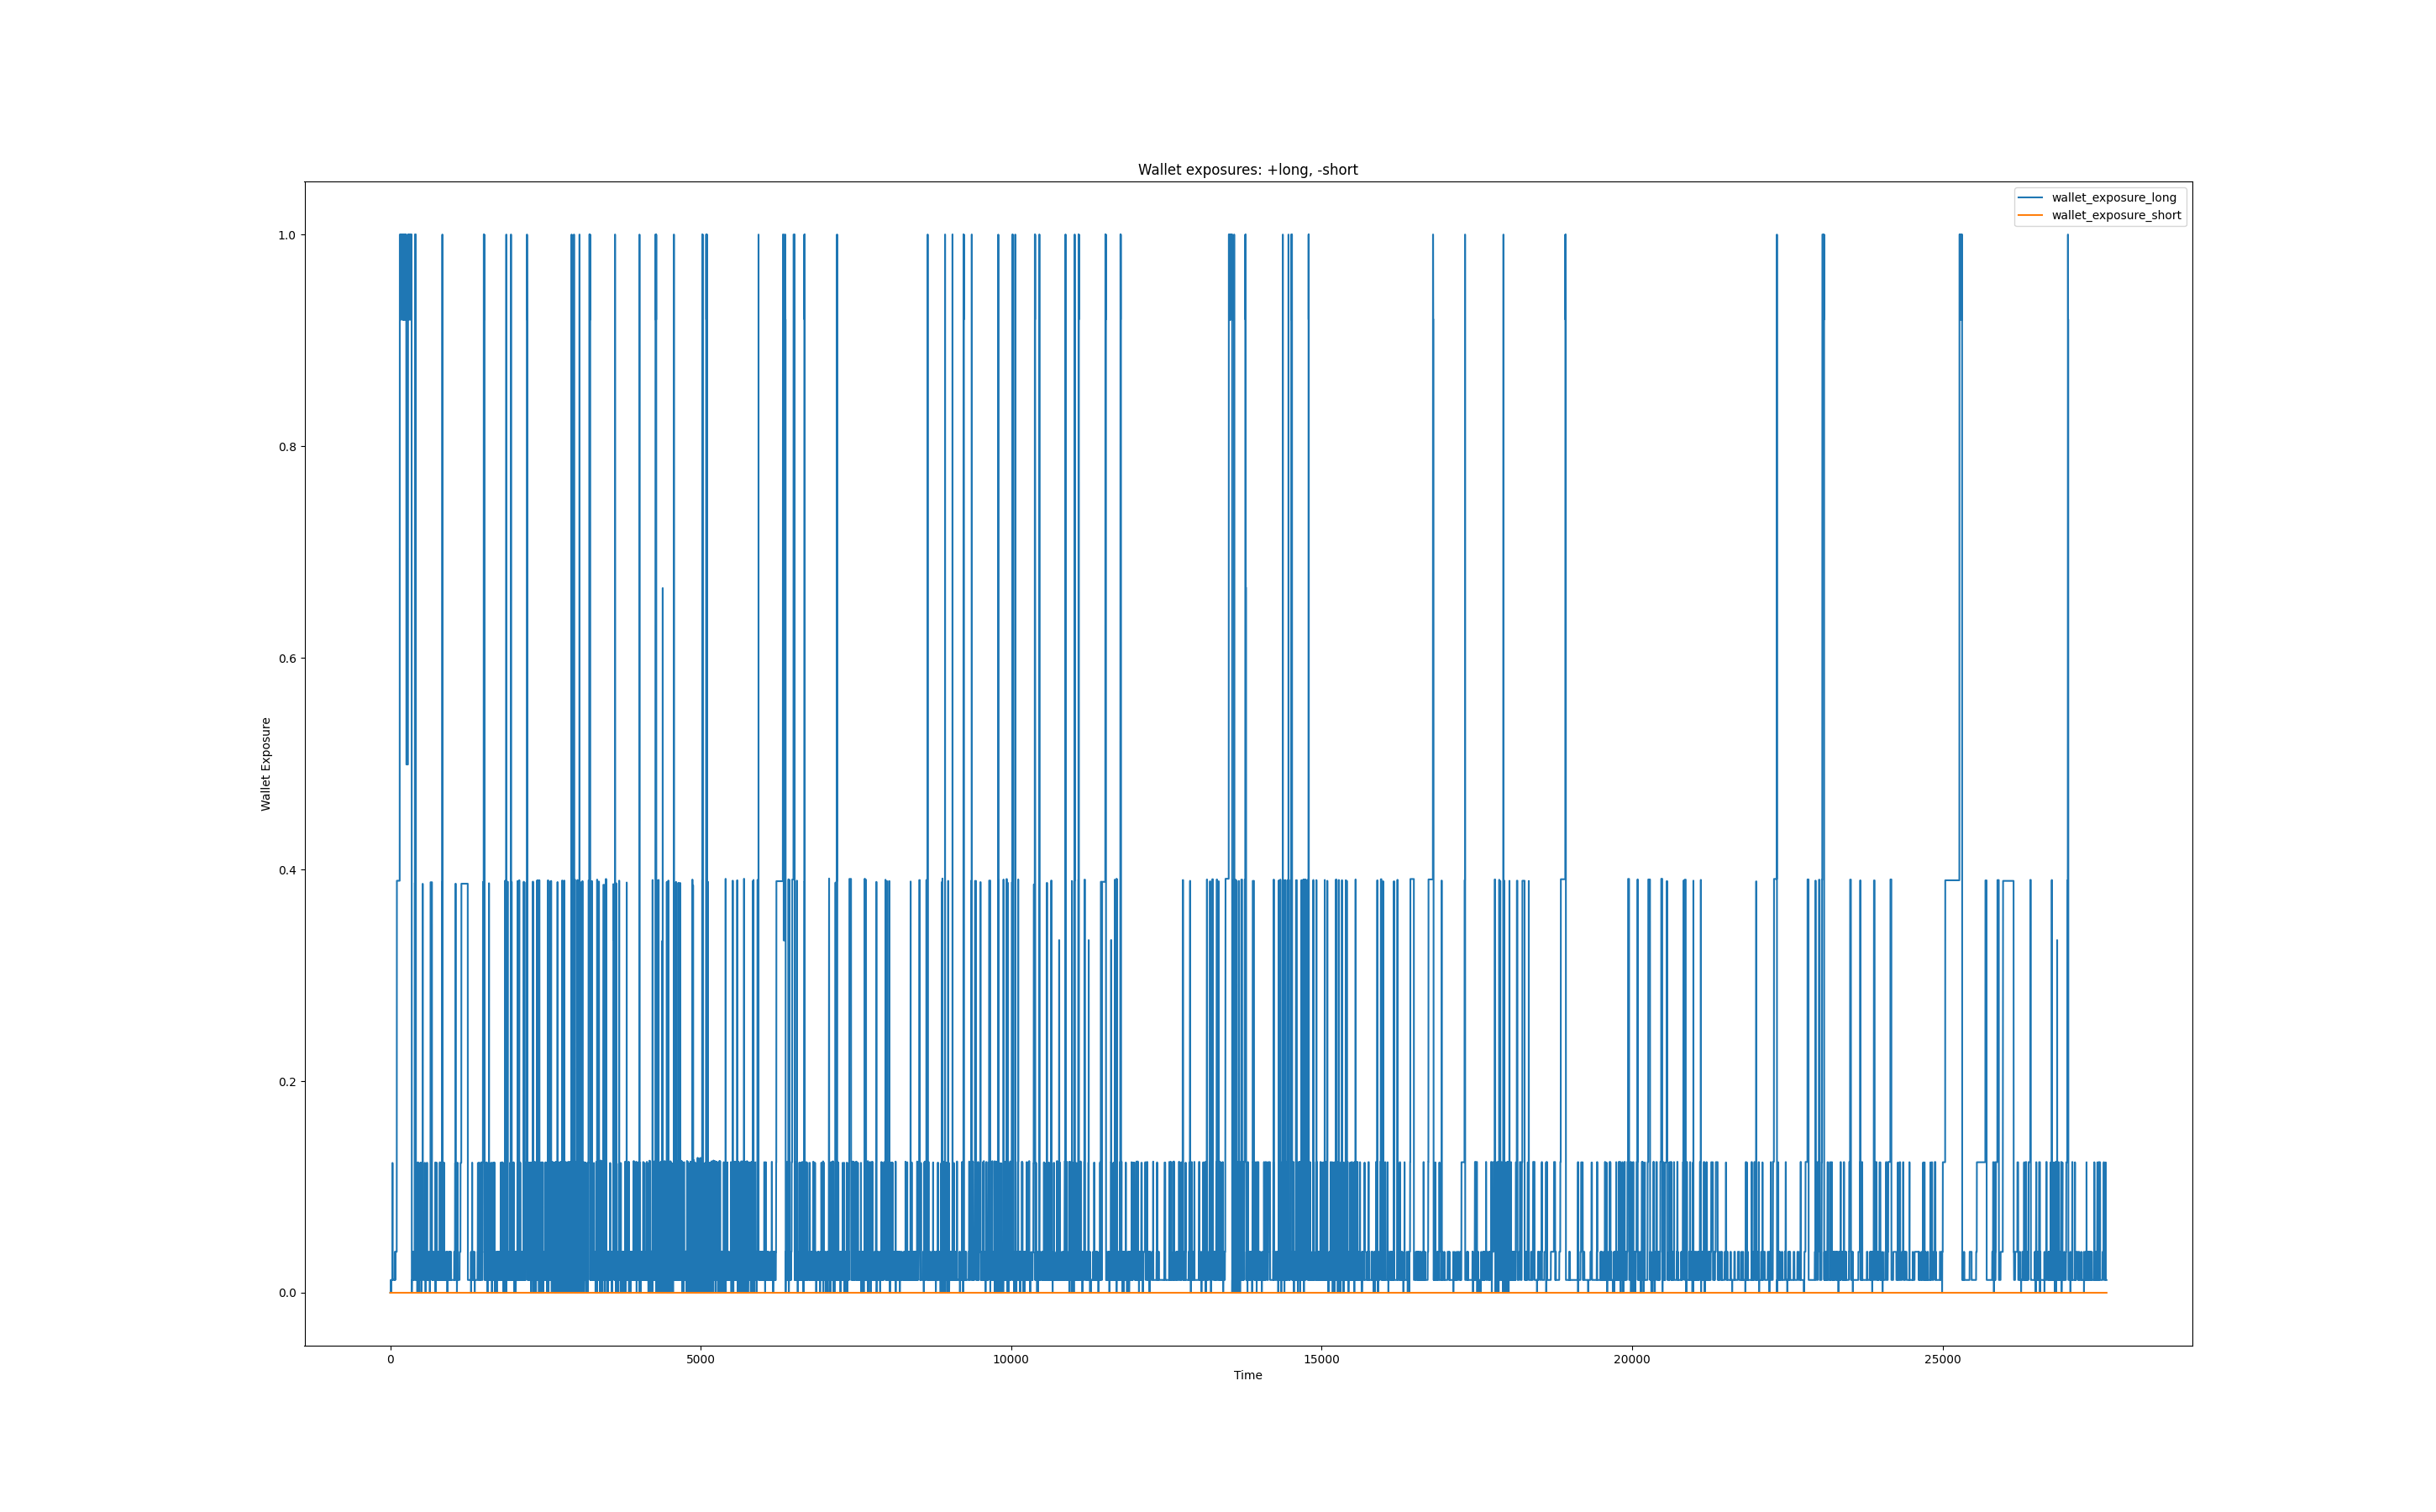 Wallet exposures: +long, -short
wallet_exposure_long
wallet_exposure_short
1.0
0.8
0.6
0.4
0.2
0.0
Wallet Exposure
0 5000 10000 15000 20000 25000
Time